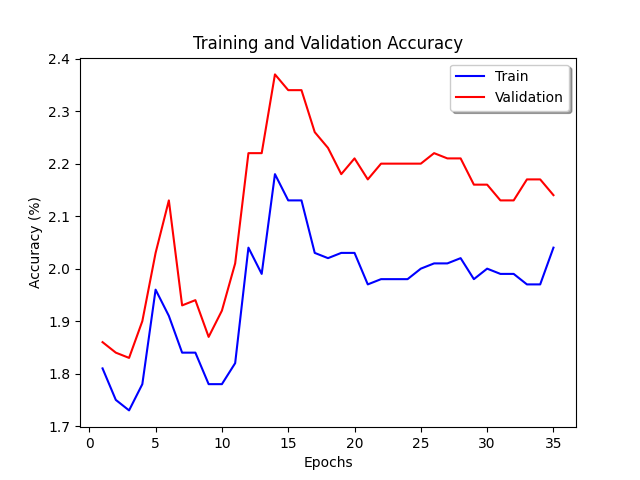 Training and Validation Accuracy
Train
Validation
Accuracy (%)
2.4
2.3
2.2
2.1
2.0
1.9
1.8
1.7
0 5 10 15 20 25 30 35
Epochs